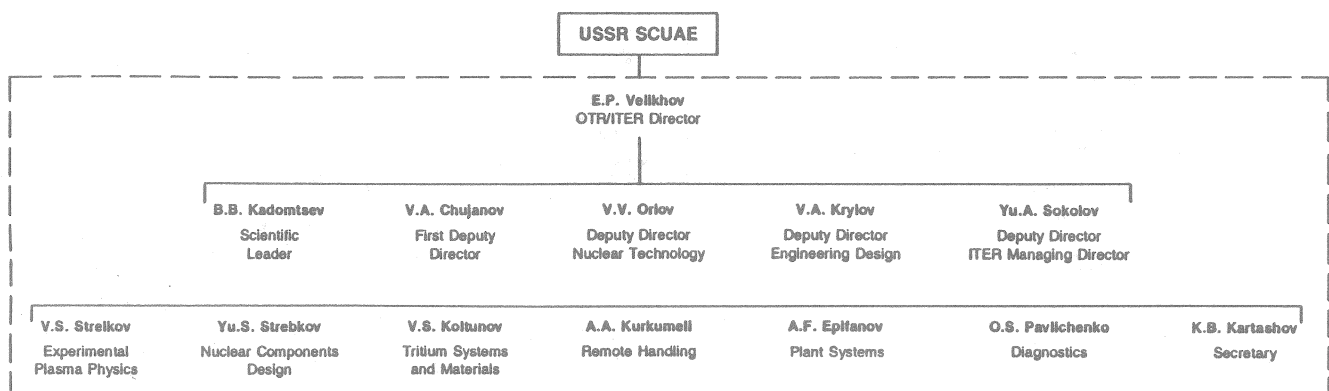 USSR SCUAE
E.P. Velikhov
OTR/ITER Director
B.B. Kadomtsev
V.A. Chujanov
V.V. Orlov
V.A. Krylov
Yu.A. Sokolov
Scientific
Leader
First Deputy
Director
Deputy Director
Nuclear Technology
Deputy Director
Engineering Design
Deputy Director
ITER Managing Director
V.S. Strelkov
Yu.S. Strebkov
V.S. Koltunov
A.A. Kurkumeli
A.F. Epifanov
O.S. Pavlichenko
K.B. Kartashov
Experimental
Plasma Physics
Nuclear Components
Design
Tritium Systems
and Materials
Remote Handling
Plant Systems
Diagnostics
Secretary